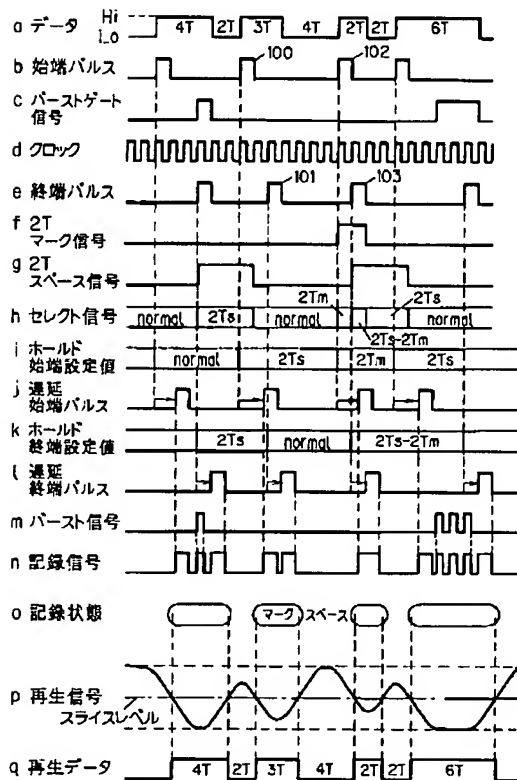 Hi
a データ 4T 2T 3T 4T 2T 2T 6T
Lo
b 始端パルス 100 102
c バーストゲート
信号
d クロック
e 終端パルス 101 103
f 2T
マーク信号
g 2T
スペース信号
2Tm 2Ts
h セレクト信号 normal 2Ts normal normal
2Ts-2Tm
i ホールド
始端設定値 normal 2Ts 2Tm 2Ts
j 遅延
始端パルス
k ホールド
終端設定値 2Ts normal 2Ts-2Tm
l 遅延
終端パルス
m バースト信号
n 記録信号
o 記録状態 マーク スペース
p 再生信号
スライスレベル
q 再生データ 4T 2T 3T 4T 2T 2T 6T